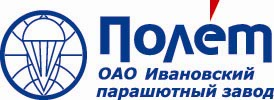 Полёт
ОАО Ивановский
парашютный завод